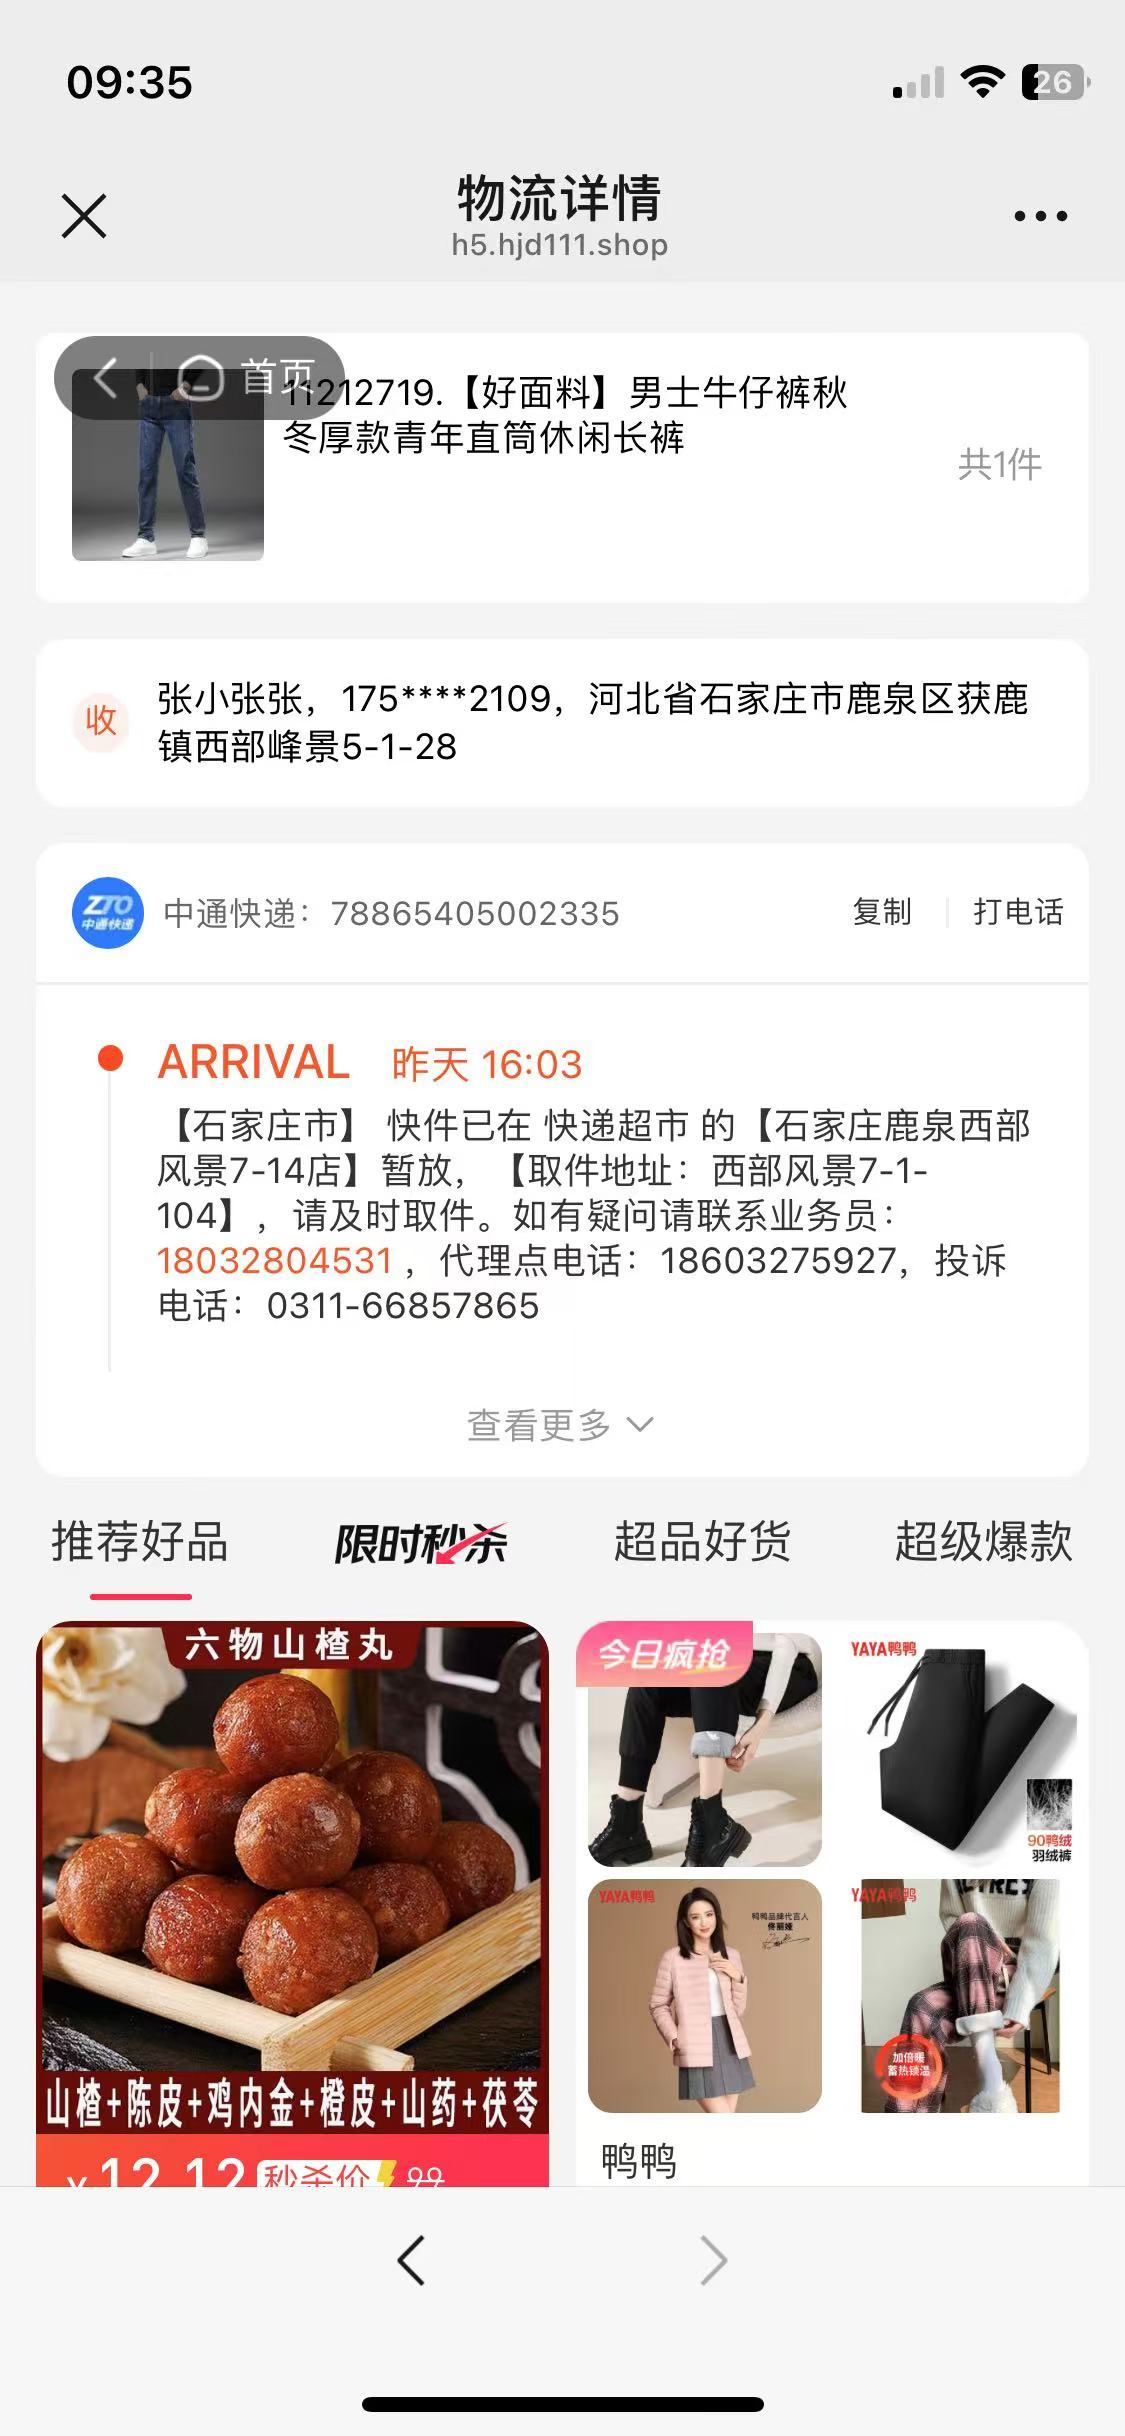 09:35
26
物流详情
h5.hjd111.shop
首页
11212719.【好面料】男士牛仔裤秋
冬厚款青年直筒休闲长裤
共1件
收
张小张张，175****2109，河北省石家庄市鹿泉区获鹿
镇西部峰景5-1-28
ZTO
中通快递
中通快递：78865405002335
复制
打电话
ARRIVAL 昨天 16:03
【石家庄市】 快件已在 快递超市 的【石家庄鹿泉西部
风景7-14店】暂放，【取件地址：西部风景7-1-
104】，请及时取件。如有疑问请联系业务员：
18032804531 ，代理点电话：18603275927，投诉
电话：0311-66857865
查看更多
推荐好品
限时秒杀
超品好货
超级爆款
六物山楂丸
山楂+陈皮+鸡内金+橙皮+山药+茯苓
¥12.12 秒杀价 99
今日疯抢
YAYA鸭鸭
90鸭绒
羽绒裤
YAYA鸭鸭
鸭鸭品牌代言人
佟丽娅
YAYA鸭鸭
加倍暖
蓄热锁温
鸭鸭